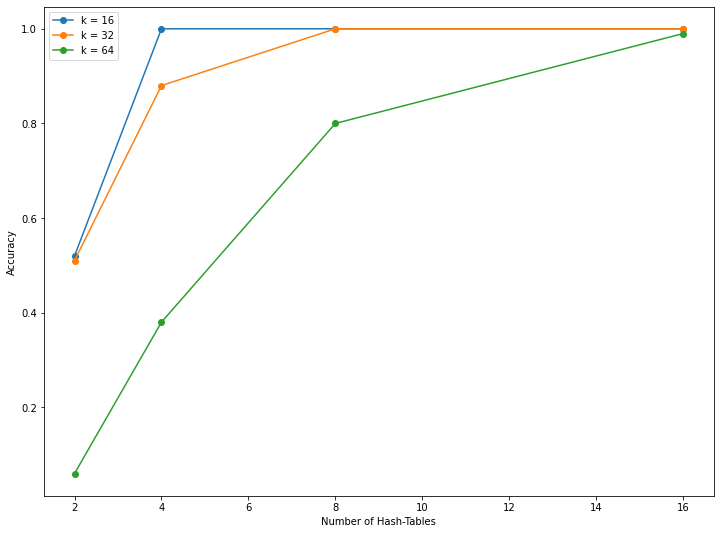 k = 16
k = 32
k = 64
1.0
0.8
0.6
0.4
0.2
Accuracy
2 4 6 8 10 12 14 16
Number of Hash-Tables